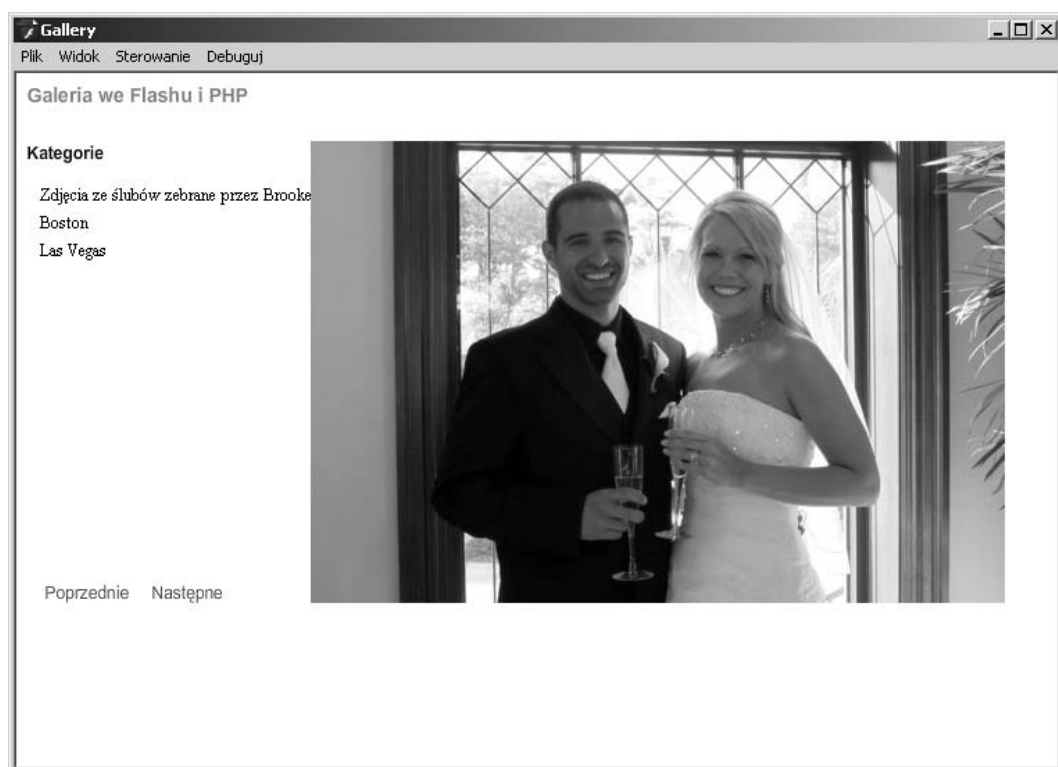 Gallery
Plik Widok Sterowanie Debuguj
Galeria we Flashu i PHP
Kategorie
Zdjęcia ze ślubów zebrane przez Brooke
Boston
Las Vegas
Poprzednie Następne